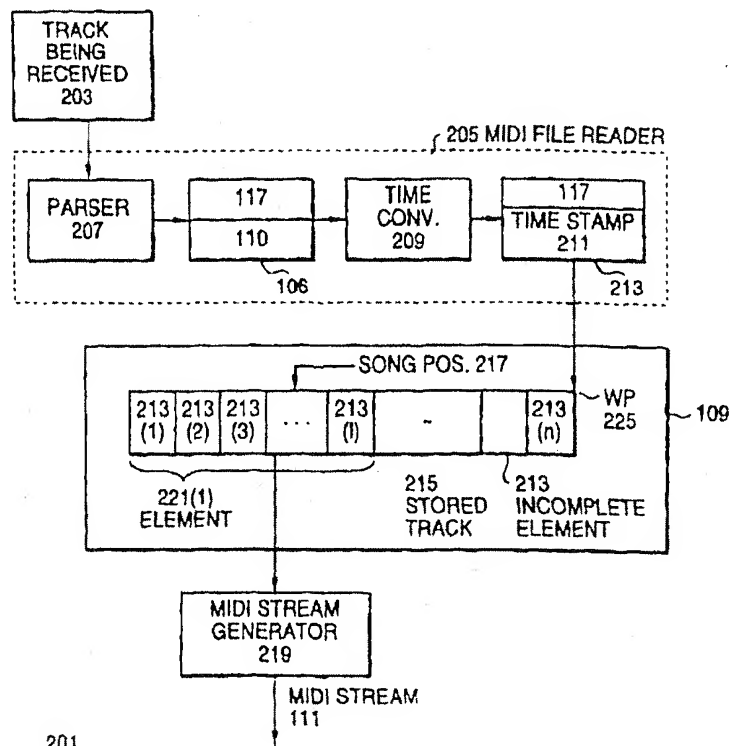 TRACK
BEING
RECEIVED
203
205 MIDI FILE READER
PARSER
207
117
110
106
TIME
CONV.
209
117
TIME STAMP
211
213
SONG POS. 217
WP
225
109
213
(1)
213
(2)
213
(3)
...
213
(l)
-
213
(n)
221(1)
ELEMENT
215
STORED
TRACK
213
INCOMPLETE
ELEMENT
MIDI STREAM
GENERATOR
219
MIDI STREAM
111
201